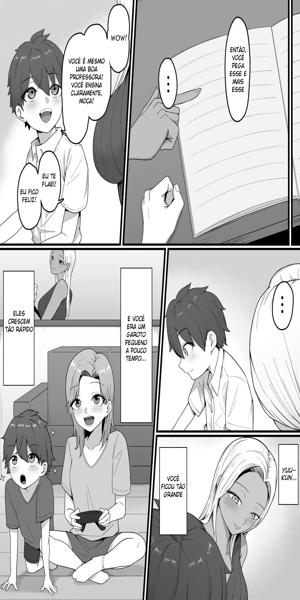 ENTÃO,
VOCÊ
PEGA
ESSE E
MAIS
ESSE
...
WOW!
VOCÊ É MESMO
UMA BOA
PROFESSORA!
VOCÊ ENSINA
CLARAMENTE,
MOÇA!
EU TE
FLAE!
EU FICO
FELIZ!
...
E VOCÊ
ERA UM
GAROTO
PEQUENO
A POUCO
TEMPO...
ELES
CRESCEM
TÃO RÁPIDO
YUU-
KUN...
VOCÊ
FICOU TÃO
GRANDE